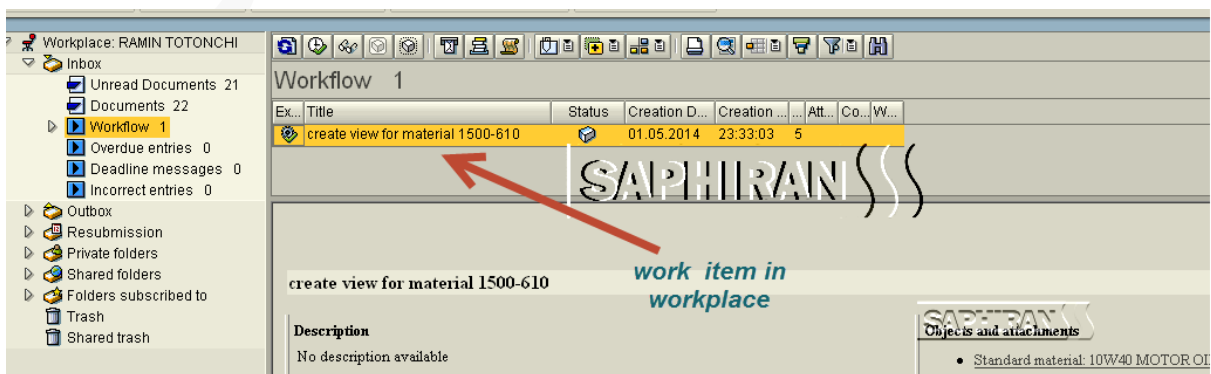 Workplace: RAMIN TOTONCHI
Inbox
Unread Documents 21
Documents 22
Workflow 1
Overdue entries 0
Deadline messages 0
Incorrect entries 0
Outbox
Resubmission
Private folders
Shared folders
Folders subscribed to
Trash
Shared trash
Workflow 1
Ex... Title Status Creation D... Creation ... ... Att... Co... W...
create view for material 1500-610 01.05.2014 23:33:03 5
SAPHIRAN
work item in
workplace
create view for material 1500-610
SAPHIRAN
Description
Objects and attachments
No description available
Standard material: 10W40 MOTOR